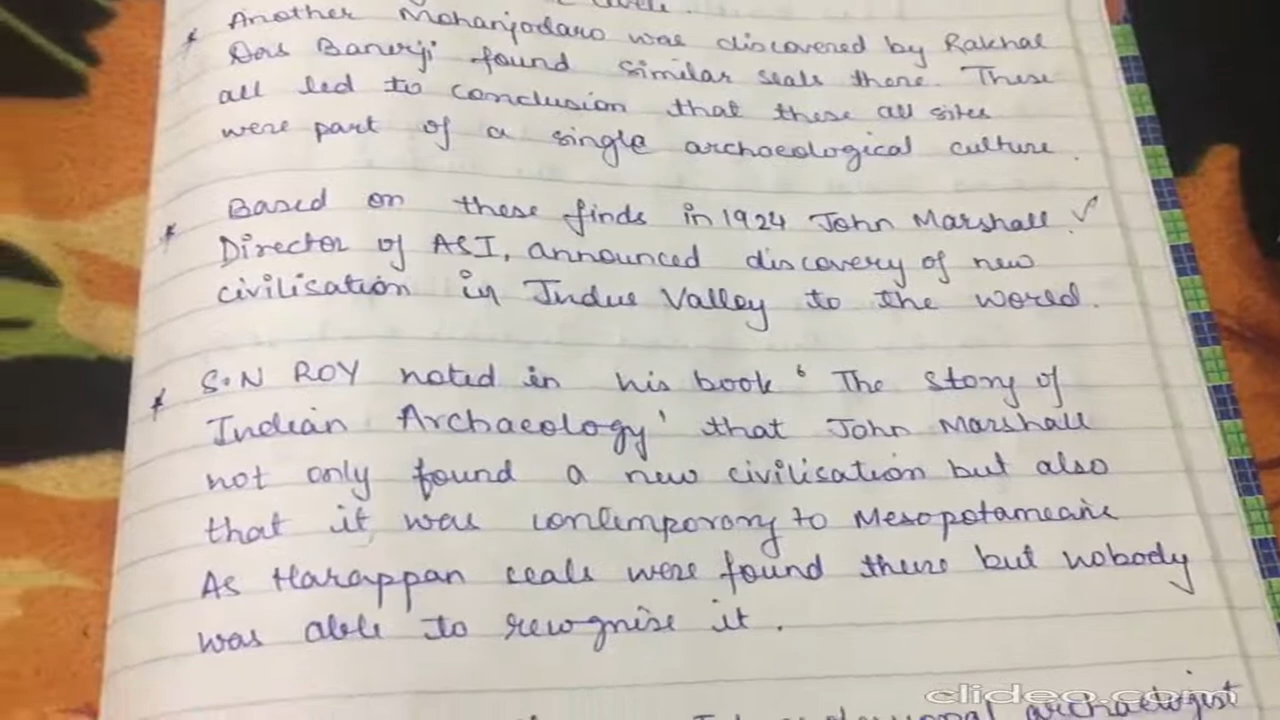 * Another Mohanjodaro was discovered by Rakhal
Das Banerji found similar seals there. These
all led to conclusion that these all sites
were part of a single archaeological culture.
* Based on these finds in 1924 John Marshall. ✓
Director of ASI, announced discovery of new
civilisation in Indus Valley to the world.
* S.N ROY noted in his book ‘ The Story of
Indian Archaeology’ that John Marshall
not only found a new civilisation but also
that it was contemporary to Mesopotameans
As Harappan seals were found there but nobody
was able to recognise it.
archaelogist
clideo.com